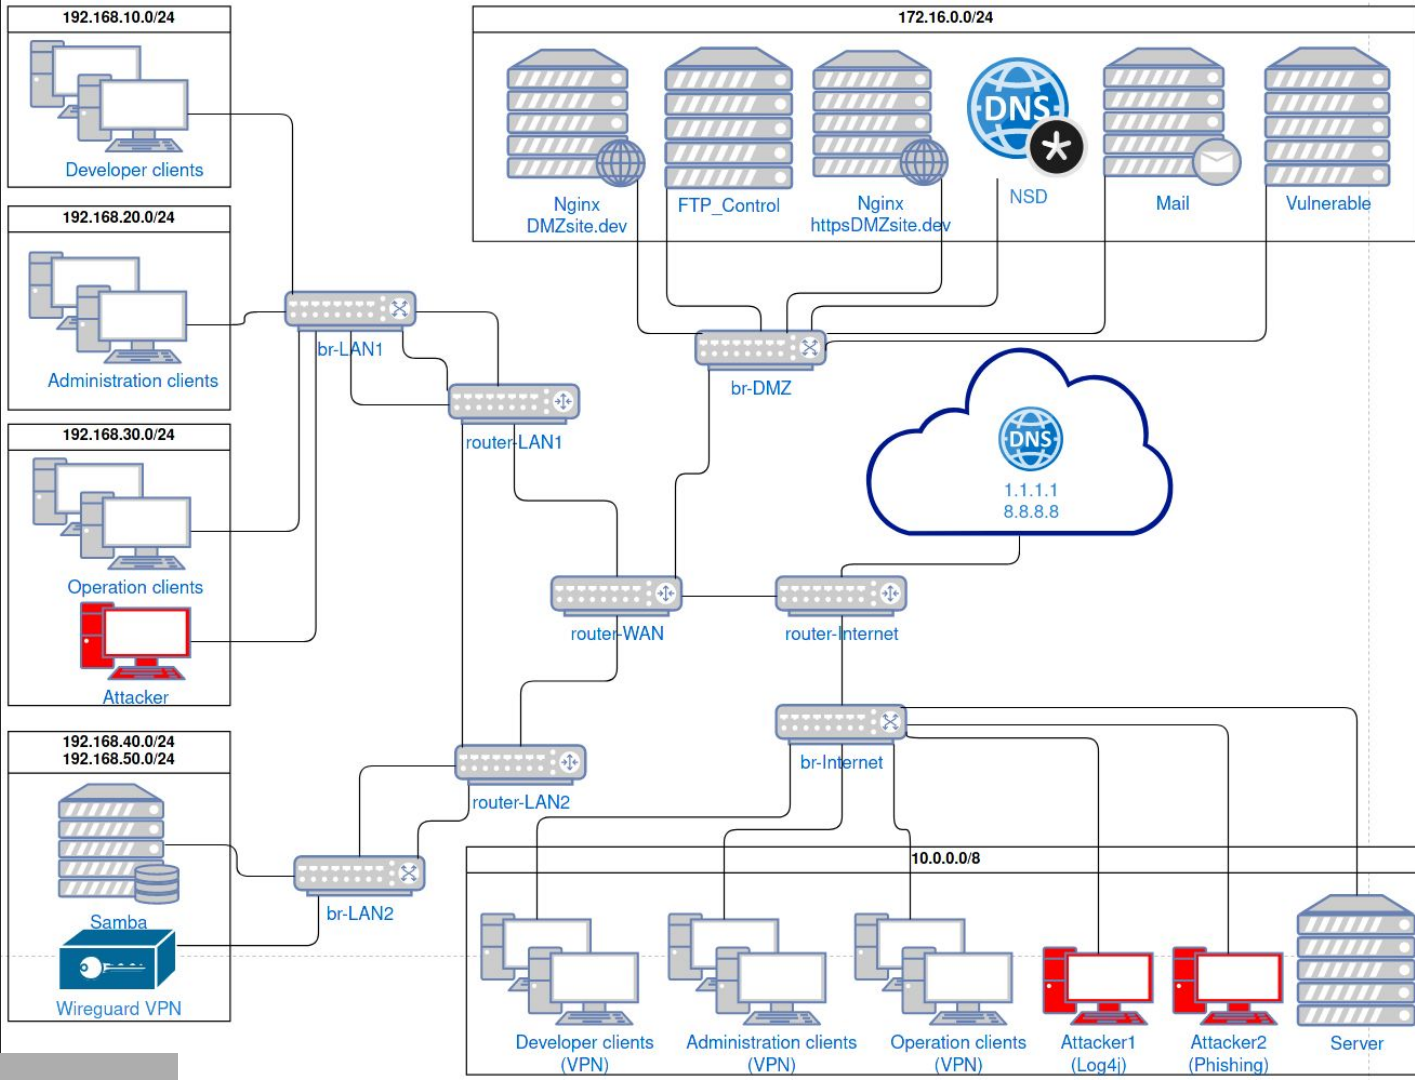 192.168.10.0/24
Developer clients
192.168.20.0/24
Administration clients
192.168.30.0/24
Operation clients
Attacker
192.168.40.0/24
192.168.50.0/24
Samba
Wireguard VPN
br-LAN1
router-LAN1
router-LAN2
br-LAN2
172.16.0.0/24
DNS
Nginx
DMZsite.dev
FTP_Control
Nginx
httpsDMZsite.dev
NSD
Mail
Vulnerable
br-DMZ
DNS
1.1.1.1
8.8.8.8
router-WAN
router-Internet
br-Internet
10.0.0.0/8
Developer clients
(VPN)
Administration clients
(VPN)
Operation clients
(VPN)
Attacker1
(Log4j)
Attacker2
(Phishing)
Server